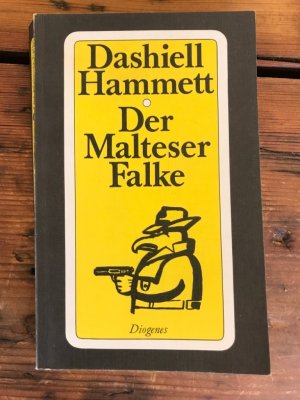 Dashiell
Hammett
Der
Malteser
Falke
Diogenes